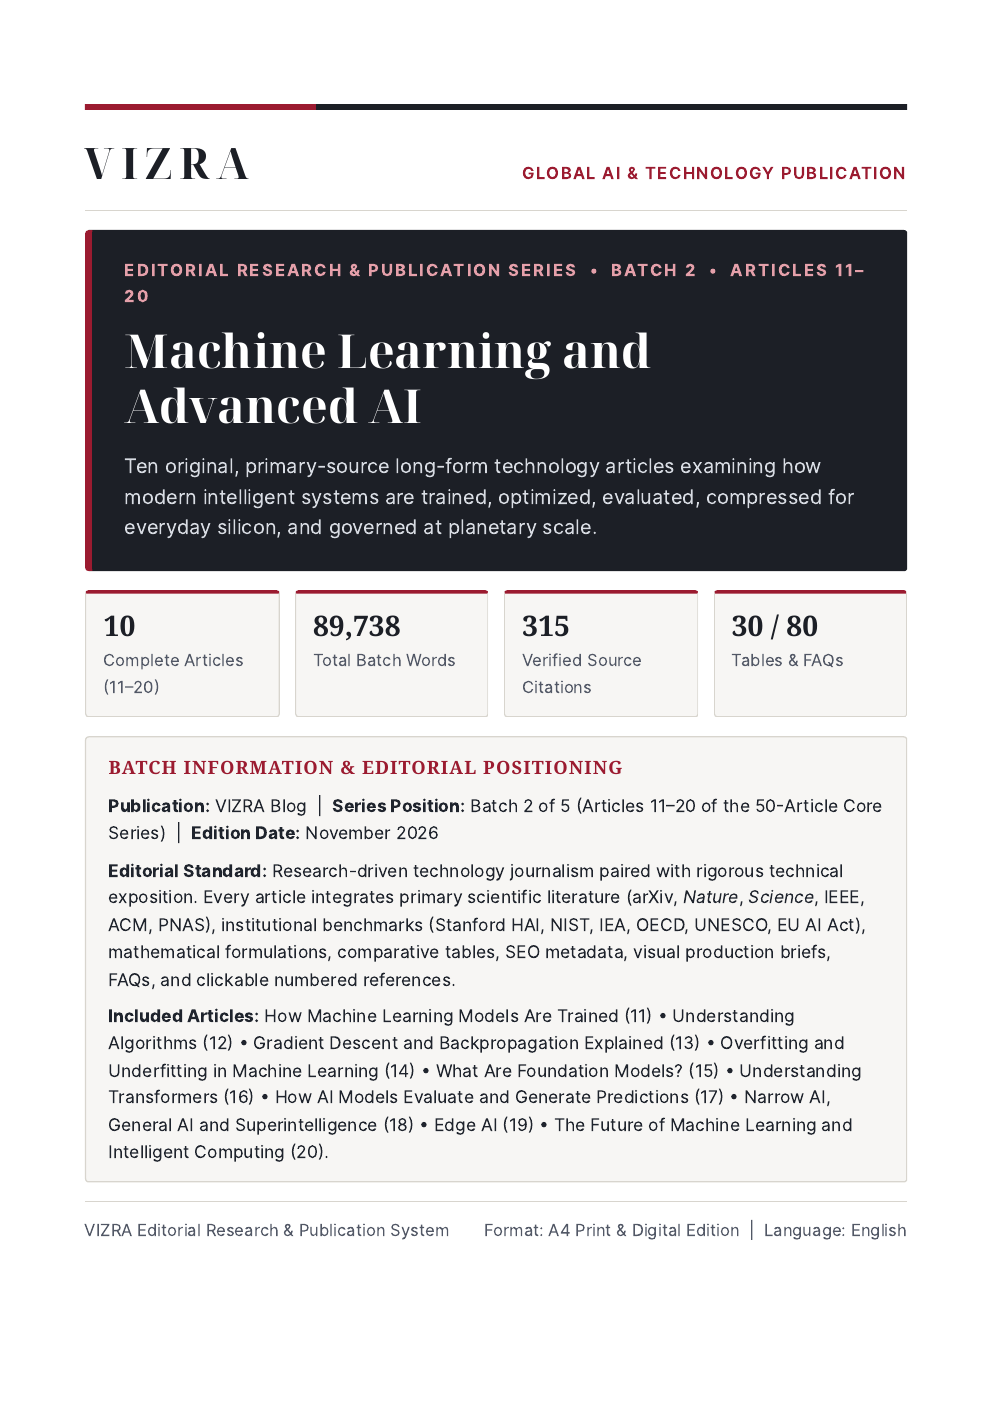 VIZRA
GLOBAL AI & TECHNOLOGY PUBLICATION
EDITORIAL RESEARCH & PUBLICATION SERIES • BATCH 2 • ARTICLES 11–
20
Machine Learning and
Advanced AI
Ten original, primary-source long-form technology articles examining how
modern intelligent systems are trained, optimized, evaluated, compressed for
everyday silicon, and governed at planetary scale.
10
Complete Articles
(11–20)
89,738
Total Batch Words
315
Verified Source
Citations
30 / 80
Tables & FAQs
BATCH INFORMATION & EDITORIAL POSITIONING
Publication: VIZRA Blog | Series Position: Batch 2 of 5 (Articles 11–20 of the 50-Article Core
Series) | Edition Date: November 2026
Editorial Standard: Research-driven technology journalism paired with rigorous technical
exposition. Every article integrates primary scientific literature (arXiv, Nature, Science, IEEE,
ACM, PNAS), institutional benchmarks (Stanford HAI, NIST, IEA, OECD, UNESCO, EU AI Act),
mathematical formulations, comparative tables, SEO metadata, visual production briefs,
FAQs, and clickable numbered references.
Included Articles: How Machine Learning Models Are Trained (11) • Understanding
Algorithms (12) • Gradient Descent and Backpropagation Explained (13) • Overfitting and
Underfitting in Machine Learning (14) • What Are Foundation Models? (15) • Understanding
Transformers (16) • How AI Models Evaluate and Generate Predictions (17) • Narrow AI,
General AI and Superintelligence (18) • Edge AI (19) • The Future of Machine Learning and
Intelligent Computing (20).
VIZRA Editorial Research & Publication System
Format: A4 Print & Digital Edition | Language: English